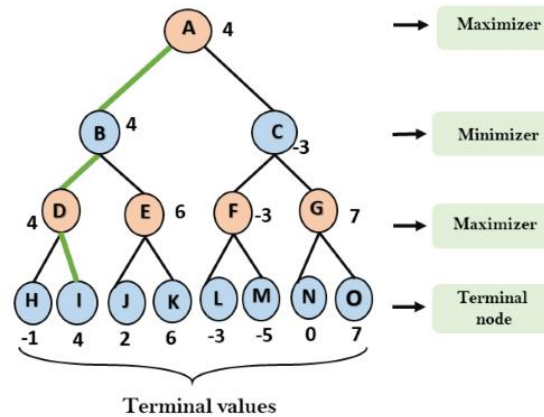 A 4 Maximizer
B 4 C -3 Minimizer
4 D E 6 F -3 G 7 Maximizer
H I J K L M N O Terminal
node
-1 4 2 6 -3 -5 0 7
Terminal values